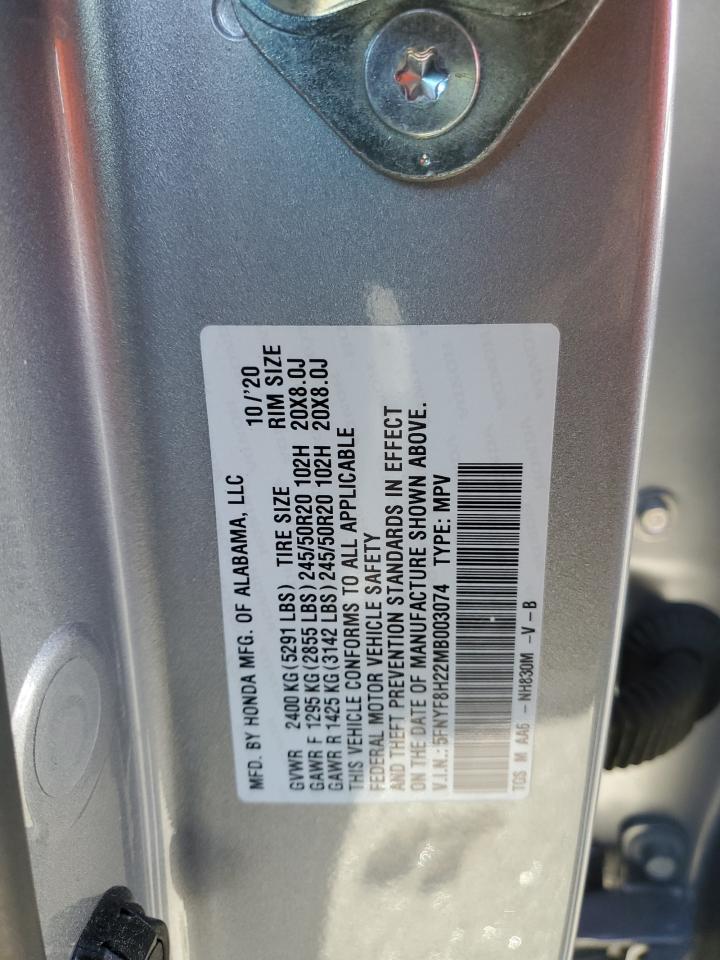 MFD. BY HONDA MFG. OF ALABAMA, LLC 10/'20
GVWR 2400 KG (5291 LBS) TIRE SIZE RIM SIZE
GAWR F 1295 KG (2855 LBS) 245/50R20 102H 20X8.0J
GAWR R 1425 KG (3142 LBS) 245/50R20 102H 20X8.0J
THIS VEHICLE CONFORMS TO ALL APPLICABLE
FEDERAL MOTOR VEHICLE SAFETY
AND THEFT PREVENTION STANDARDS IN EFFECT
ON THE DATE OF MANUFACTURE SHOWN ABOVE.
V.I.N.: 5FNYF8H22MB003074 TYPE: MPV
TGS M AA6 - NH830M -V-B